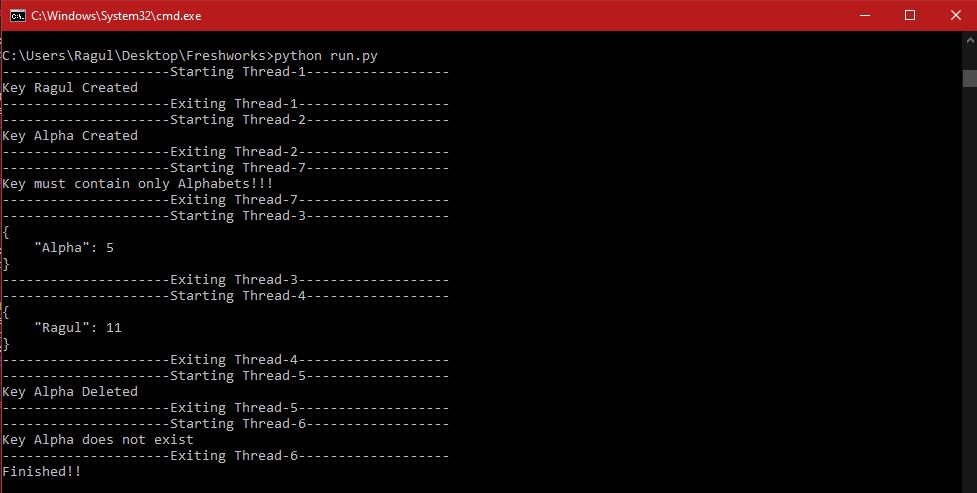 C:\Windows\System32\cmd.exe
C:\Users\Ragul\Desktop\Freshworks>python run.py
---------------------Starting Thread-1------------------
Key Ragul Created
---------------------Exiting Thread-1-------------------
---------------------Starting Thread-2------------------
Key Alpha Created
---------------------Exiting Thread-2-------------------
---------------------Starting Thread-7------------------
Key must contain only Alphabets!!!
---------------------Exiting Thread-7-------------------
---------------------Starting Thread-3------------------
{
    "Alpha": 5
}
---------------------Exiting Thread-3-------------------
---------------------Starting Thread-4------------------
{
    "Ragul": 11
}
---------------------Exiting Thread-4-------------------
---------------------Starting Thread-5------------------
Key Alpha Deleted
---------------------Exiting Thread-5-------------------
---------------------Starting Thread-6------------------
Key Alpha does not exist
---------------------Exiting Thread-6-------------------
Finished!!